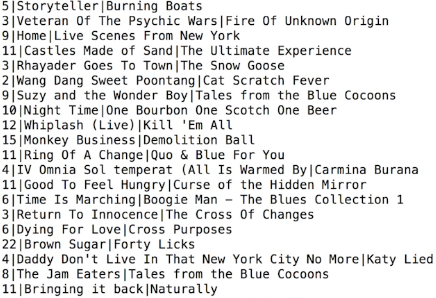 5|Storyteller|Burning Boats
3|Veteran Of The Psychic Wars|Fire Of Unknown Origin
9|Home|Live Scenes From New York
11|Castles Made of Sand|The Ultimate Experience
3|Rhayader Goes To Town|The Snow Goose
2|Wang Dang Sweet Poontang|Cat Scratch Fever
9|Suzy and the Wonder Boy|Tales from the Blue Cocoons
10|Night Time|One Bourbon One Scotch One Beer
12|Whiplash (Live)|Kill 'Em All
15|Monkey Business|Demolition Ball
11|Ring Of A Change|Quo & Blue For You
4|IV Omnia Sol temperat (All Is Warmed By|Carmina Burana
11|Good To Feel Hungry|Curse of the Hidden Mirror
6|Time Is Marching|Boogie Man – The Blues Collection 1
3|Return To Innocence|The Cross Of Changes
6|Dying For Love|Cross Purposes
22|Brown Sugar|Forty Licks
4|Daddy Don't Live In That New York City No More|Katy Lied
8|The Jam Eaters|Tales from the Blue Cocoons
11|Bringing it back|Naturally